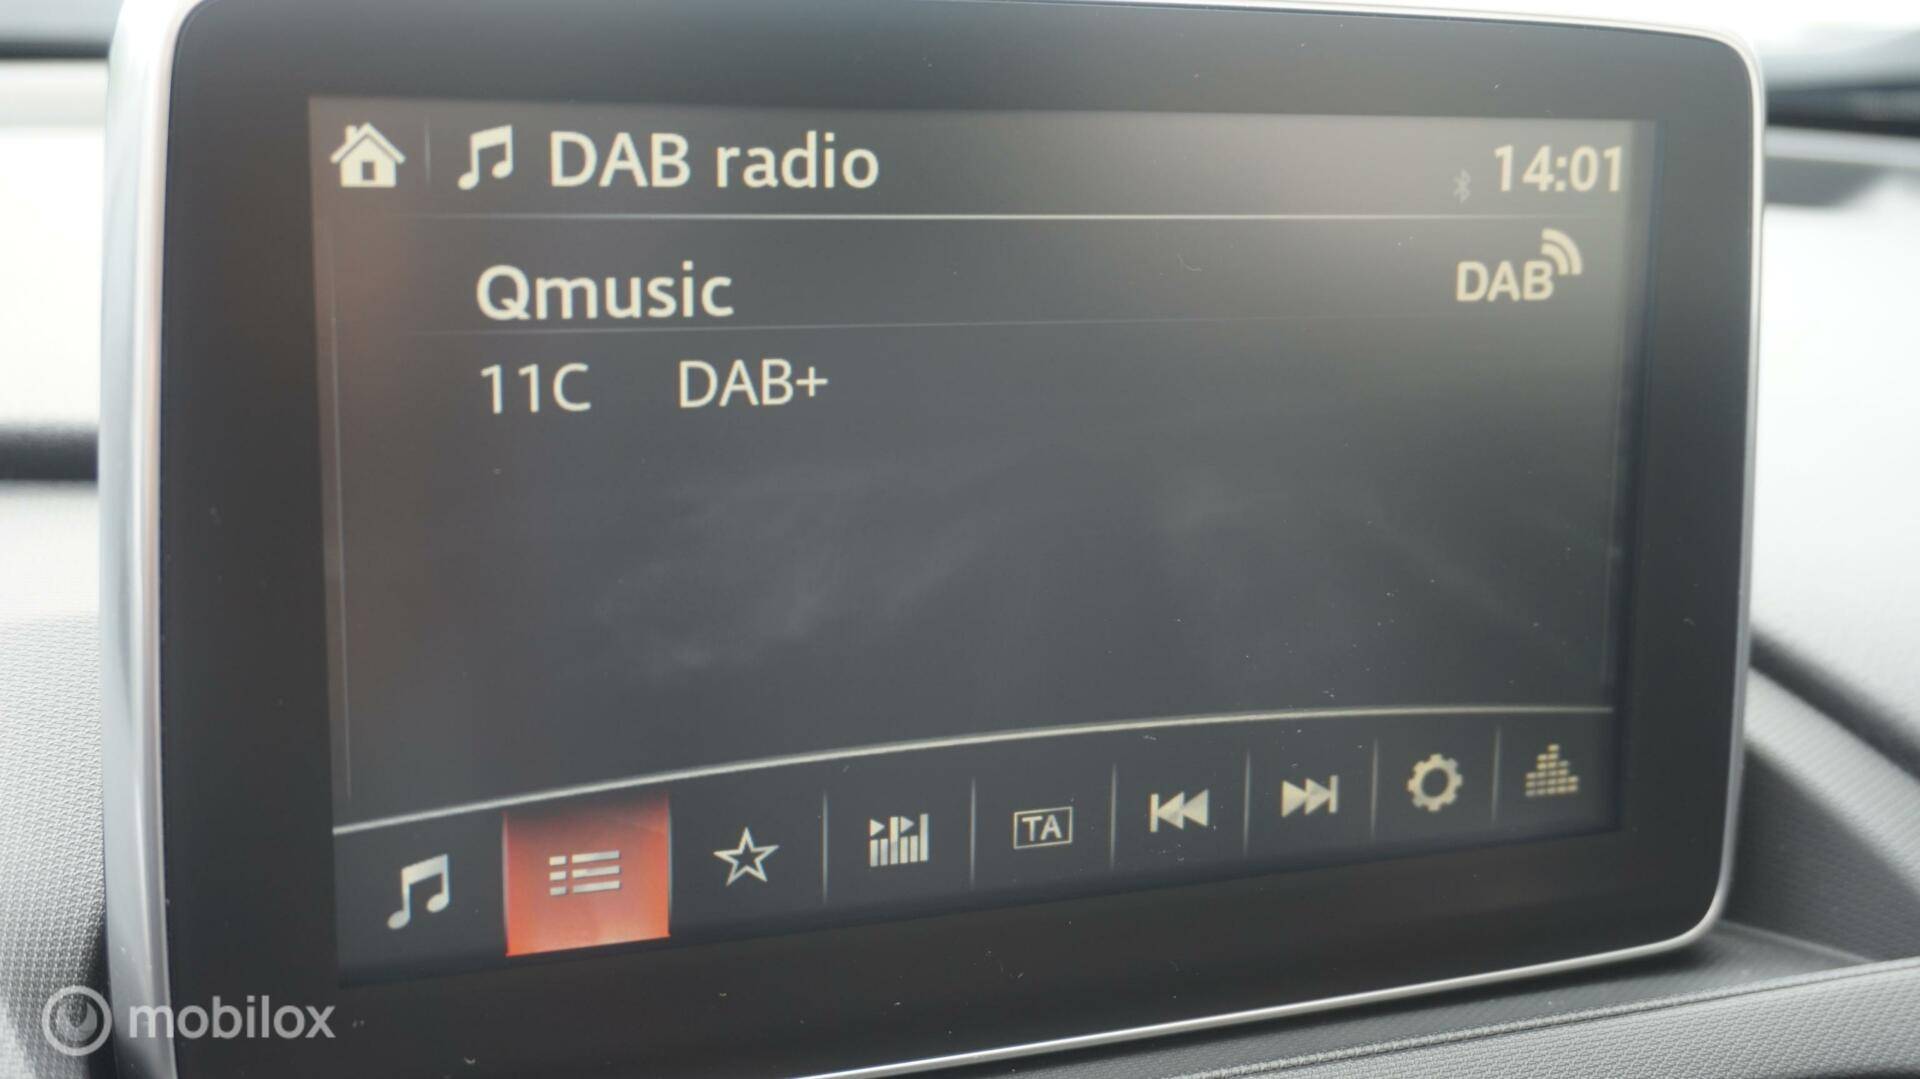 DAB radio
14:01
Qmusic
DAB
11C DAB+
TA
mobilox